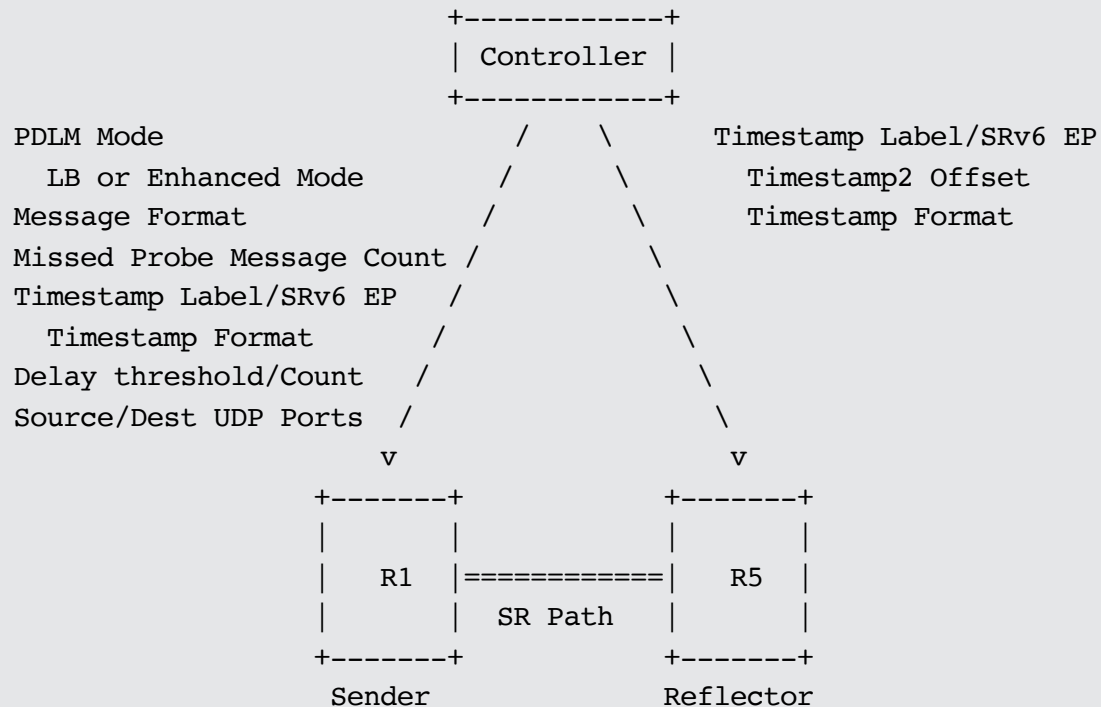 +------------+
| Controller |
+------------+
PDLM Mode / \ Timestamp Label/SRv6 EP
LB or Enhanced Mode / \ Timestamp2 Offset
Message Format / \ Timestamp Format
Missed Probe Message Count / \
Timestamp Label/SRv6 EP / \
Timestamp Format / \
Delay threshold/Count / \
Source/Dest UDP Ports / \
v v
+-------+ +-------+
| | | |
| R1 |============| R5 |
| | SR Path | |
+-------+ +-------+
Sender Reflector